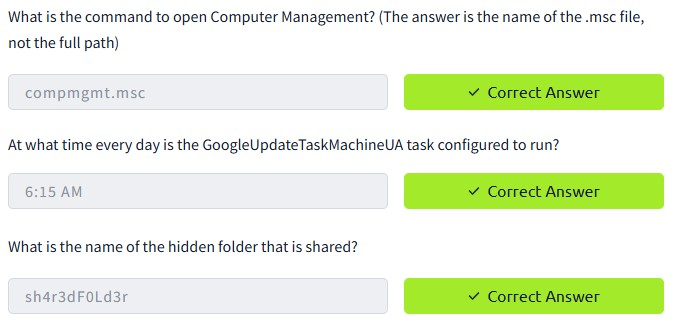 What is the command to open Computer Management? (The answer is the name of the .msc file,
not the full path)
compmgmt.msc
✓ Correct Answer
At what time every day is the GoogleUpdateTaskMachineUA task configured to run?
6:15 AM
✓ Correct Answer
What is the name of the hidden folder that is shared?
sh4r3dF0Ld3r
✓ Correct Answer